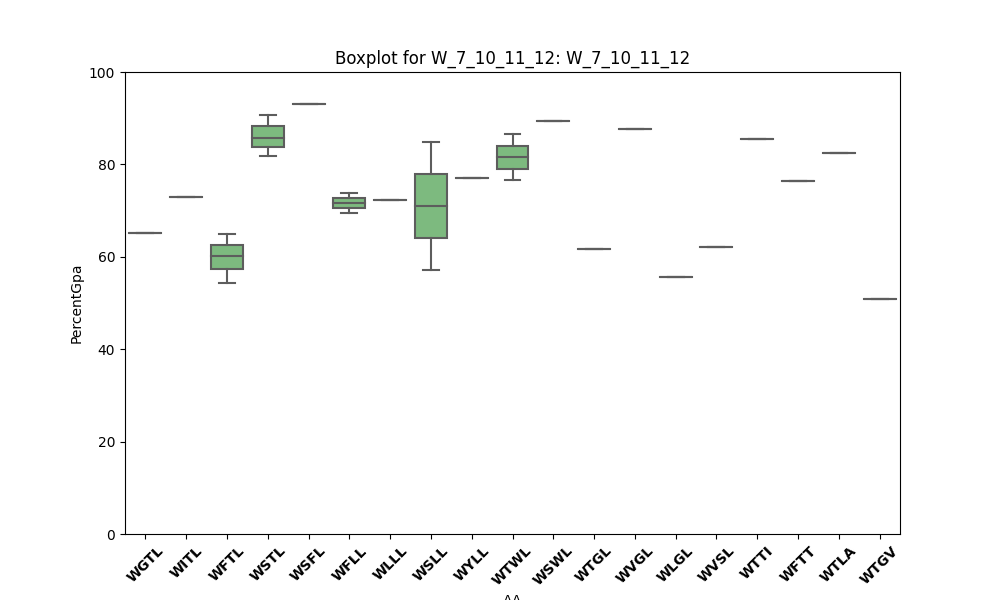 Boxplot for W_7_10_11_12: W_7_10_11_12
PercentGpa
100
80
60
40
20
0
WGTL
WITL
WFTL
WSTL
WSFL
WFLL
WLLL
WSLL
WYLL
WTWL
WSWL
WTGL
WVGL
WLGL
WVSL
WTTI
WFTT
WTLA
WTGV
AA